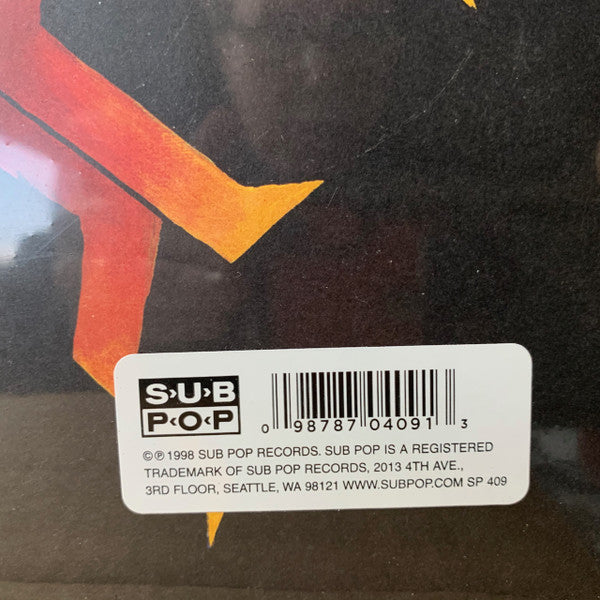 S›U›B
P‹O‹P
0 98787 04091 3
©℗1998 SUB POP RECORDS. SUB POP IS A REGISTERED
TRADEMARK OF SUB POP RECORDS, 2013 4TH AVE.,
3RD FLOOR, SEATTLE, WA 98121 WWW.SUBPOP.COM SP 409